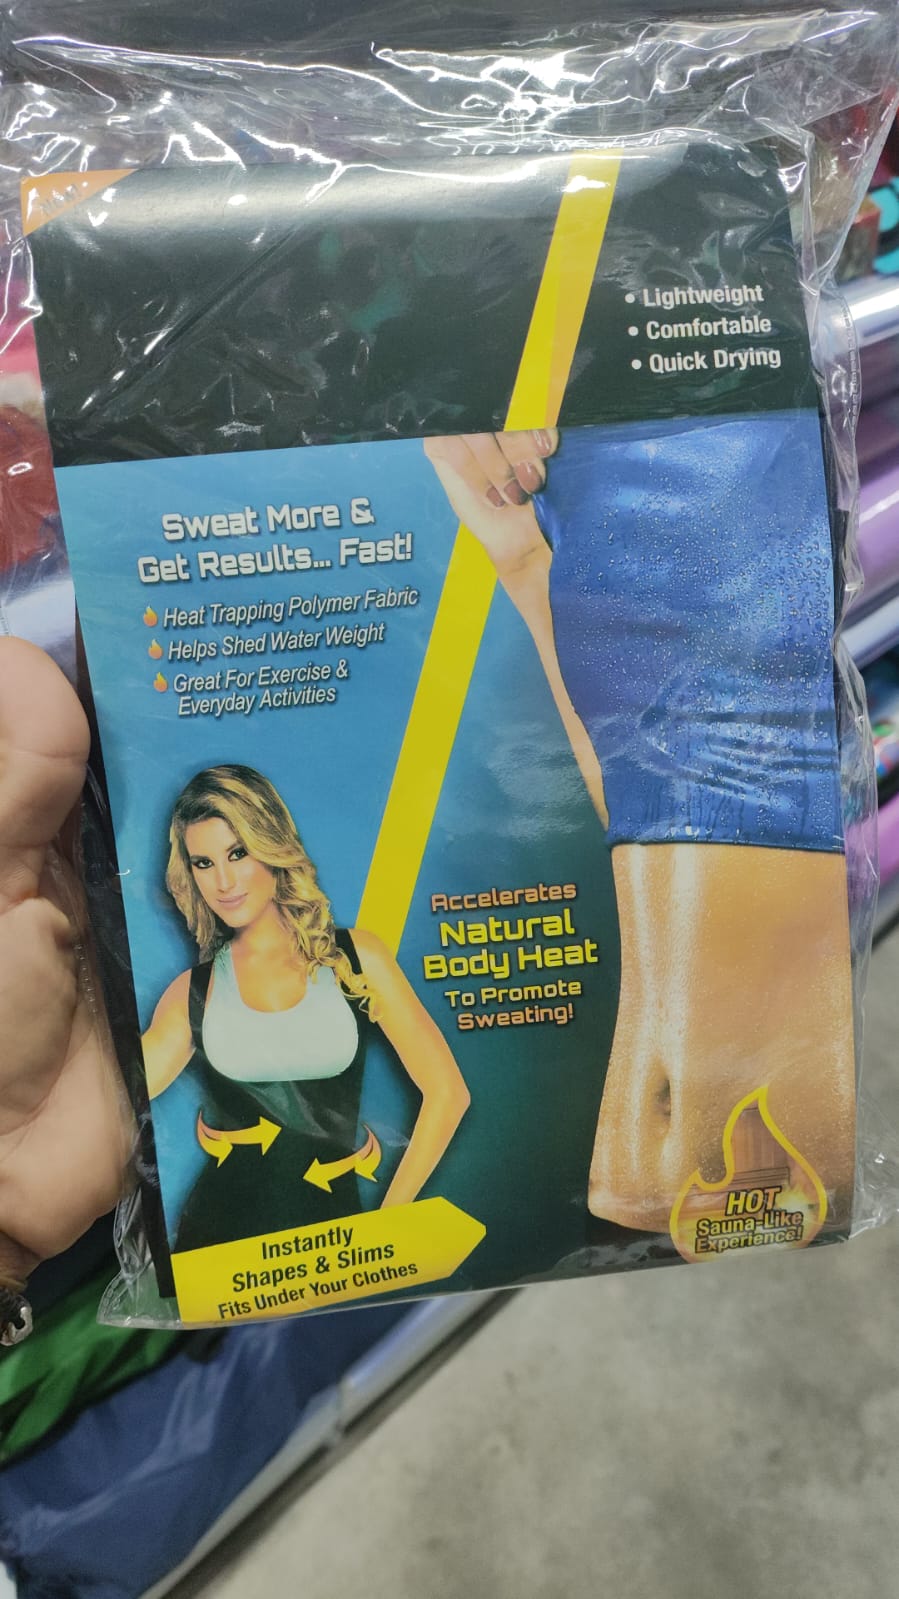 • Lightweight
• Comfortable
• Quick Drying
Sweat More &
Get Results... Fast!
Heat Trapping Polymer Fabric
Helps Shed Water Weight
Great For Exercise &
Everyday Activities
Accelerates
Natural
Body Heat
To Promote
Sweating!
Instantly
Shapes & Slims
Fits Under Your Clothes
HOT
Sauna-Like
Experience!